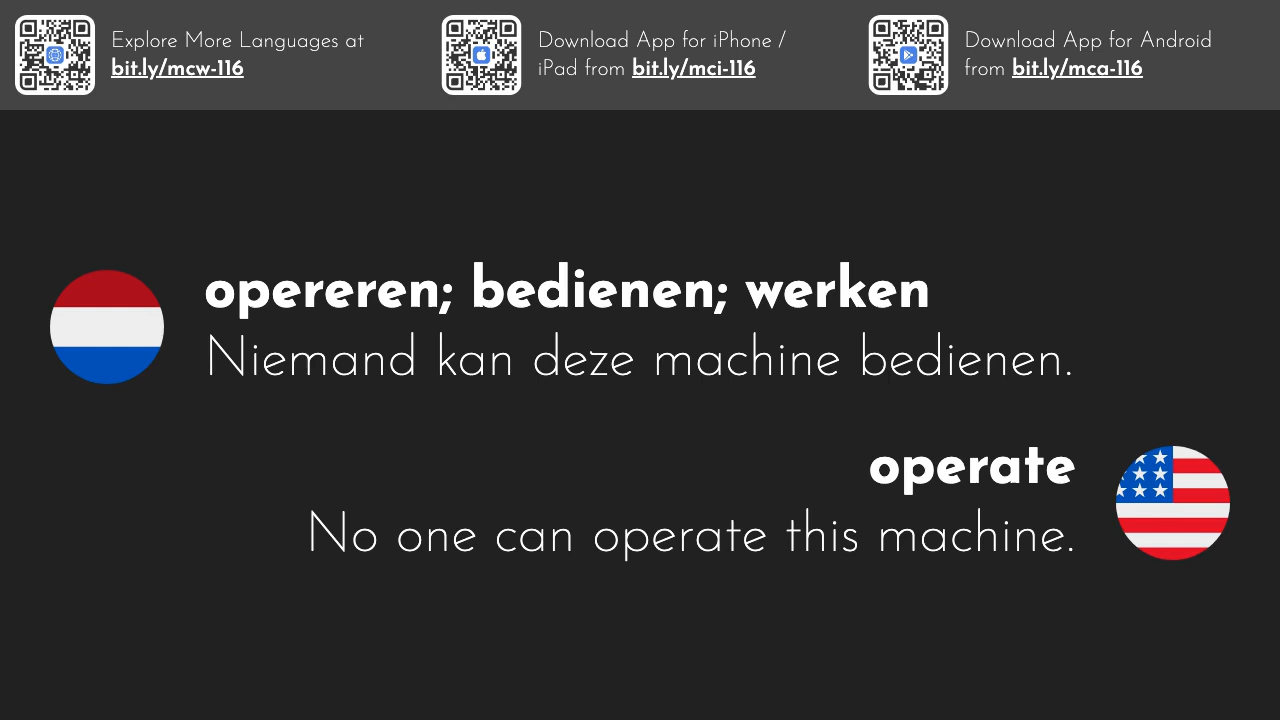 Explore More Languages at
bit.ly/mcw-116
Download App for iPhone /
iPad from bit.ly/mci-116
Download App for Android
from bit.ly/mca-116
opereren; bedienen; werken
Niemand kan deze machine bedienen.
operate
No one can operate this machine.